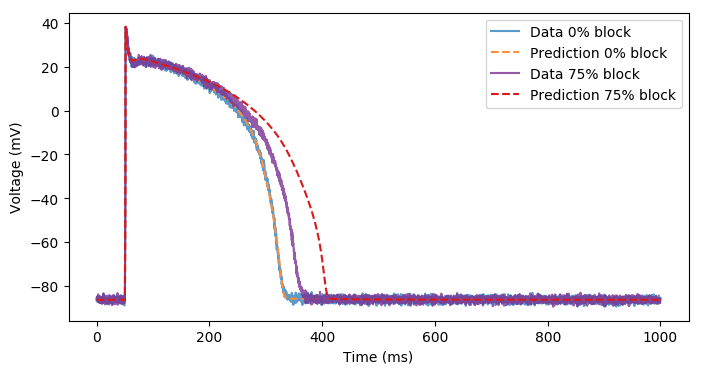 40
20
0
−20
−40
−60
−80
Voltage (mV)
Data 0% block
Prediction 0% block
Data 75% block
Prediction 75% block
0 200 400 600 800 1000
Time (ms)